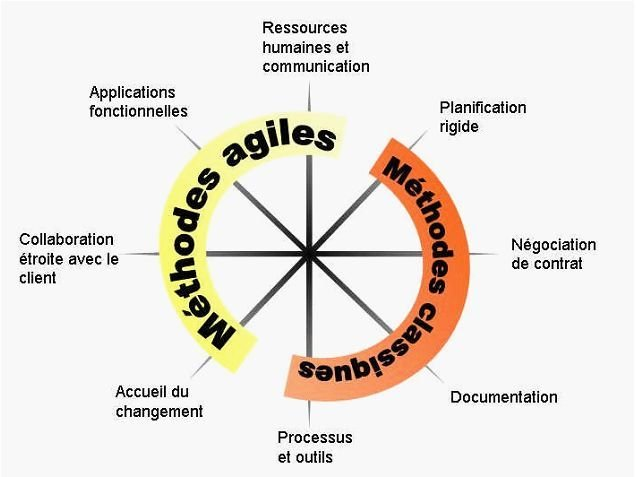 Ressources
humaines et
communication
Applications
fonctionnelles
Planification
rigide
Méthodes agiles
Méthodes classiques
Collaboration
étroite avec le
client
Négociation
de contrat
Accueil du
changement
Documentation
Processus
et outils